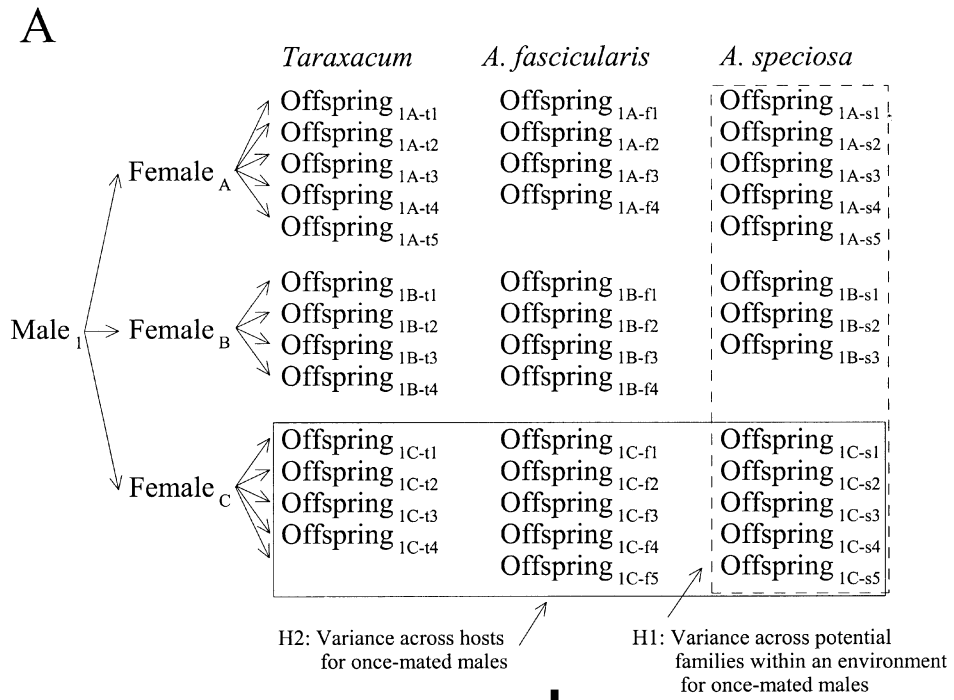 A
Taraxacum A. fascicularis A. speciosa
Offspring 1A-t1 Offspring 1A-f1 Offspring 1A-s1
Offspring 1A-t2 Offspring 1A-f2 Offspring 1A-s2
Female A Offspring 1A-t3 Offspring 1A-f3 Offspring 1A-s3
Offspring 1A-t4 Offspring 1A-f4 Offspring 1A-s4
Offspring 1A-t5 Offspring 1A-s5
Offspring 1B-t1 Offspring 1B-f1 Offspring 1B-s1
Offspring 1B-t2 Offspring 1B-f2 Offspring 1B-s2
Male 1 Female B Offspring 1B-t3 Offspring 1B-f3 Offspring 1B-s3
Offspring 1B-t4 Offspring 1B-f4
Offspring 1C-t1 Offspring 1C-f1 Offspring 1C-s1
Offspring 1C-t2 Offspring 1C-f2 Offspring 1C-s2
Female C Offspring 1C-t3 Offspring 1C-f3 Offspring 1C-s3
Offspring 1C-t4 Offspring 1C-f4 Offspring 1C-s4
Offspring 1C-f5 Offspring 1C-s5
H2: Variance across hosts
for once-mated males
H1: Variance across potential
families within an environment
for once-mated males